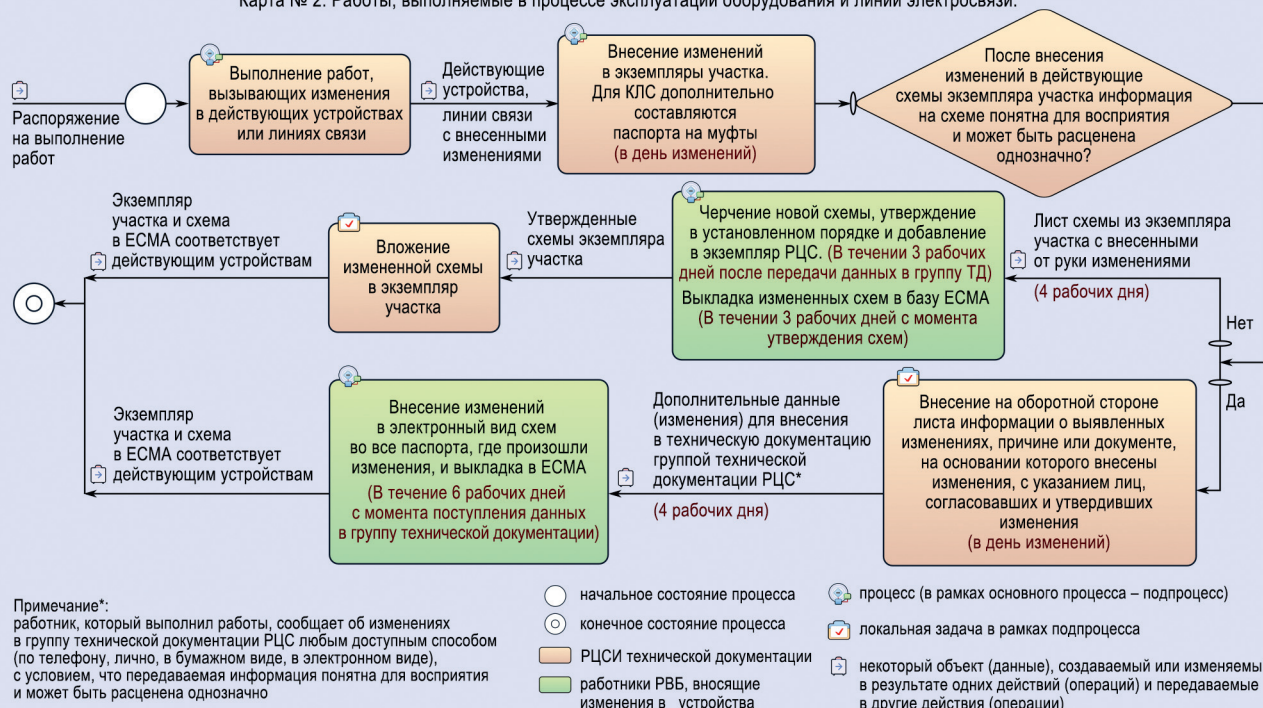 Карта № 2. Работы, выполняемые в процессе эксплуатации оборудования и линий электросвязи.
Распоряжение
на выполнение
работ
Выполнение работ,
вызывающих изменения
в действующих устройствах
или линиях связи
Действующие
устройства,
линии связи
с внесенными
изменениями
Внесение изменений
в экземпляры участка.
Для КЛС дополнительно
составляются
паспорта на муфты
(в день изменений)
После внесения
изменений в действующие
схемы экземпляра участка информация
на схеме понятна для восприятия
и может быть расценена
однозначно?
Экземпляр
участка и схема
в ЕСМА соответствует
действующим устройствам
Вложение
измененной схемы
в экземпляр
участка
Утвержденные
схемы экземпляра
участка
Черчение новой схемы, утверждение
в установленном порядке и добавление
в экземпляр РЦС. (В течении 3 рабочих
дней после передачи данных в группу ТД)
Выкладка измененных схем в базу ЕСМА
(В течении 3 рабочих дней с момента
утверждения схем)
Лист схемы из экземпляра
участка с внесенными
от руки изменениями
(4 рабочих дня)
Нет
Да
Экземпляр
участка и схема
в ЕСМА соответствует
действующим устройствам
Внесение изменений
в электронный вид схем
во все паспорта, где произошли
изменения, и выкладка в ЕСМА
(В течение 6 рабочих дней
с момента поступления данных
в группу технической документации)
Дополнительные данные
(изменения) для внесения
в техническую документацию
группой технической
документации РЦС*
(4 рабочих дня)
Внесение на оборотной стороне
листа информации о выявленных
изменениях, причине или документе,
на основании которого внесены
изменения, с указанием лиц,
согласовавших и утвердивших
изменения
(в день изменений)
Примечание*:
работник, который выполнил работы, сообщает об изменениях
в группу технической документации РЦС любым доступным способом
(по телефону, лично, в бумажном виде, в электронном виде),
с условием, что передаваемая информация понятна для восприятия
и может быть расценена однозначно
начальное состояние процесса
конечное состояние процесса
РЦСИ технической документации
работники РВБ, вносящие
изменения в устройства
процесс (в рамках основного процесса – подпроцесс)
локальная задача в рамках подпроцесса
некоторый объект (данные), создаваемый или изменяемы
в результате одних действий (операций) и передаваемые
в другие действия (операции)